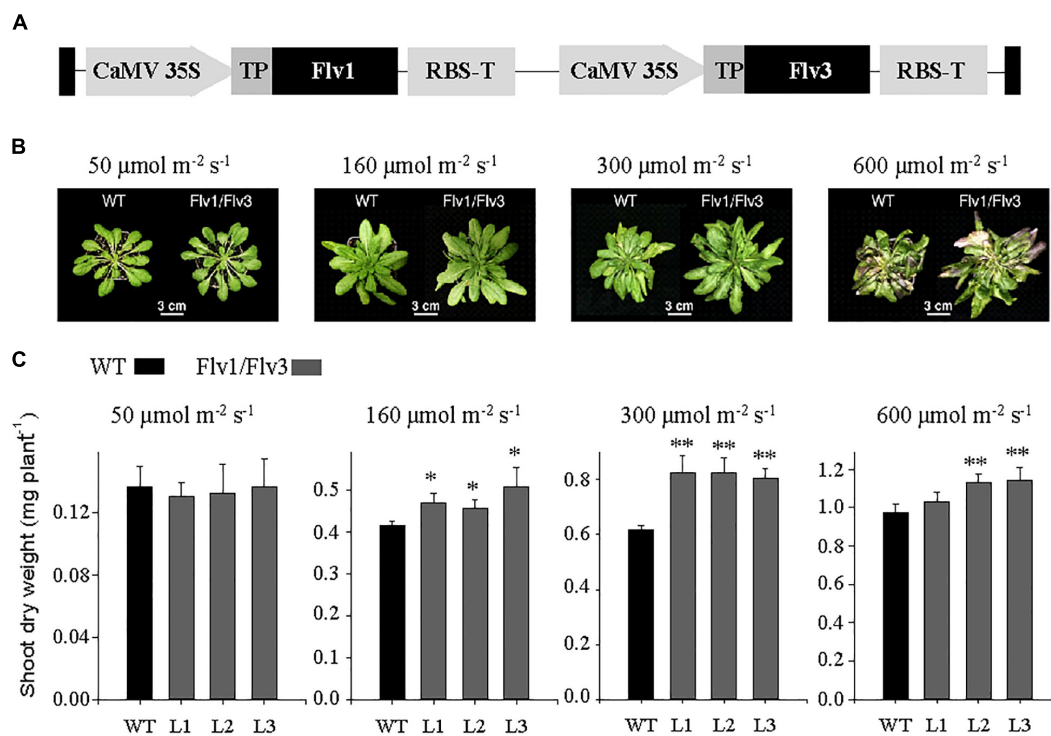 A
CaMV 35S TP Flv1 RBS-T CaMV 35S TP Flv3 RBS-T
B
50 µmol m⁻² s⁻¹ 160 µmol m⁻² s⁻¹ 300 µmol m⁻² s⁻¹ 600 µmol m⁻² s⁻¹
WT Flv1/Flv3 WT Flv1/Flv3 WT Flv1/Flv3 WT Flv1/Flv3
3 cm 3 cm 3 cm 3 cm
C
WT Flv1/Flv3
Shoot dry weight (mg plant⁻¹)
50 µmol m⁻² s⁻¹
0.12
0.08
0.04
0.00
WT L1 L2 L3
160 µmol m⁻² s⁻¹
* * *
0.5
0.4
0.3
0.2
0.1
0.0
WT L1 L2 L3
300 µmol m⁻² s⁻¹
** ** **
0.8
0.6
0.4
0.2
0.0
WT L1 L2 L3
600 µmol m⁻² s⁻¹
** **
1.2
1.0
0.8
0.6
0.4
0.2
0.0
WT L1 L2 L3